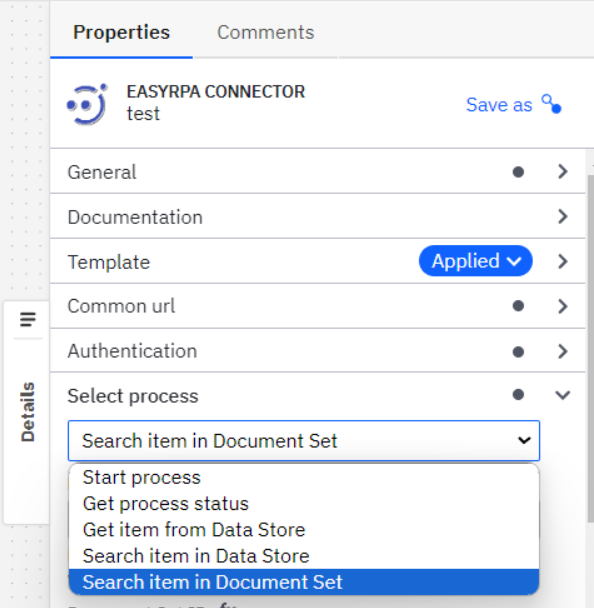 Properties Comments
EASYRPA CONNECTOR
test
Save as
General
Documentation
Template Applied
Common url
Authentication
Select process
Details
Search item in Document Set
Start process
Get process status
Get item from Data Store
Search item in Data Store
Search item in Document Set